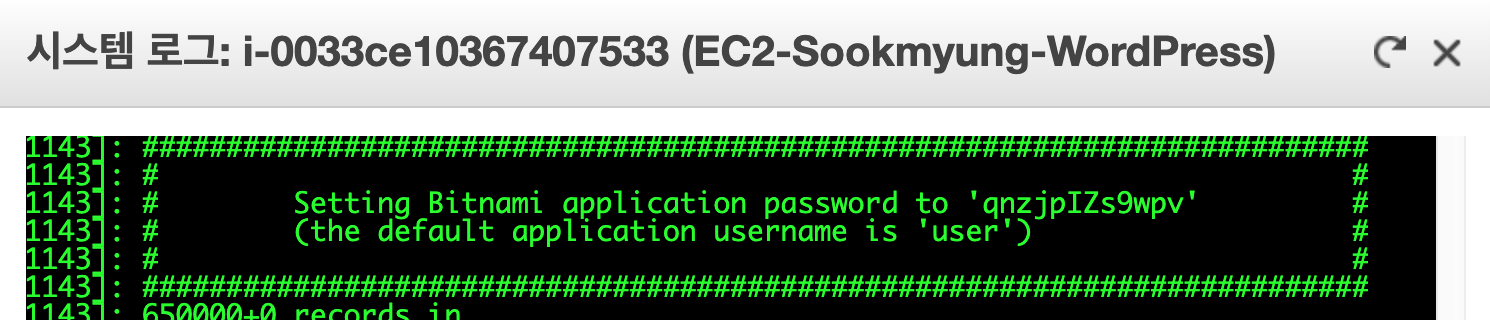 시스템 로그: i-0033ce10367407533 (EC2-Sookmyung-WordPress)
1143]: #########################################################################
1143]: #                                                                       #
1143]: #        Setting Bitnami application password to 'qnzjpIZs9wpv'         #
1143]: #        (the default application username is 'user')                   #
1143]: #                                                                       #
1143]: #########################################################################
1143]: 650000+0 records in